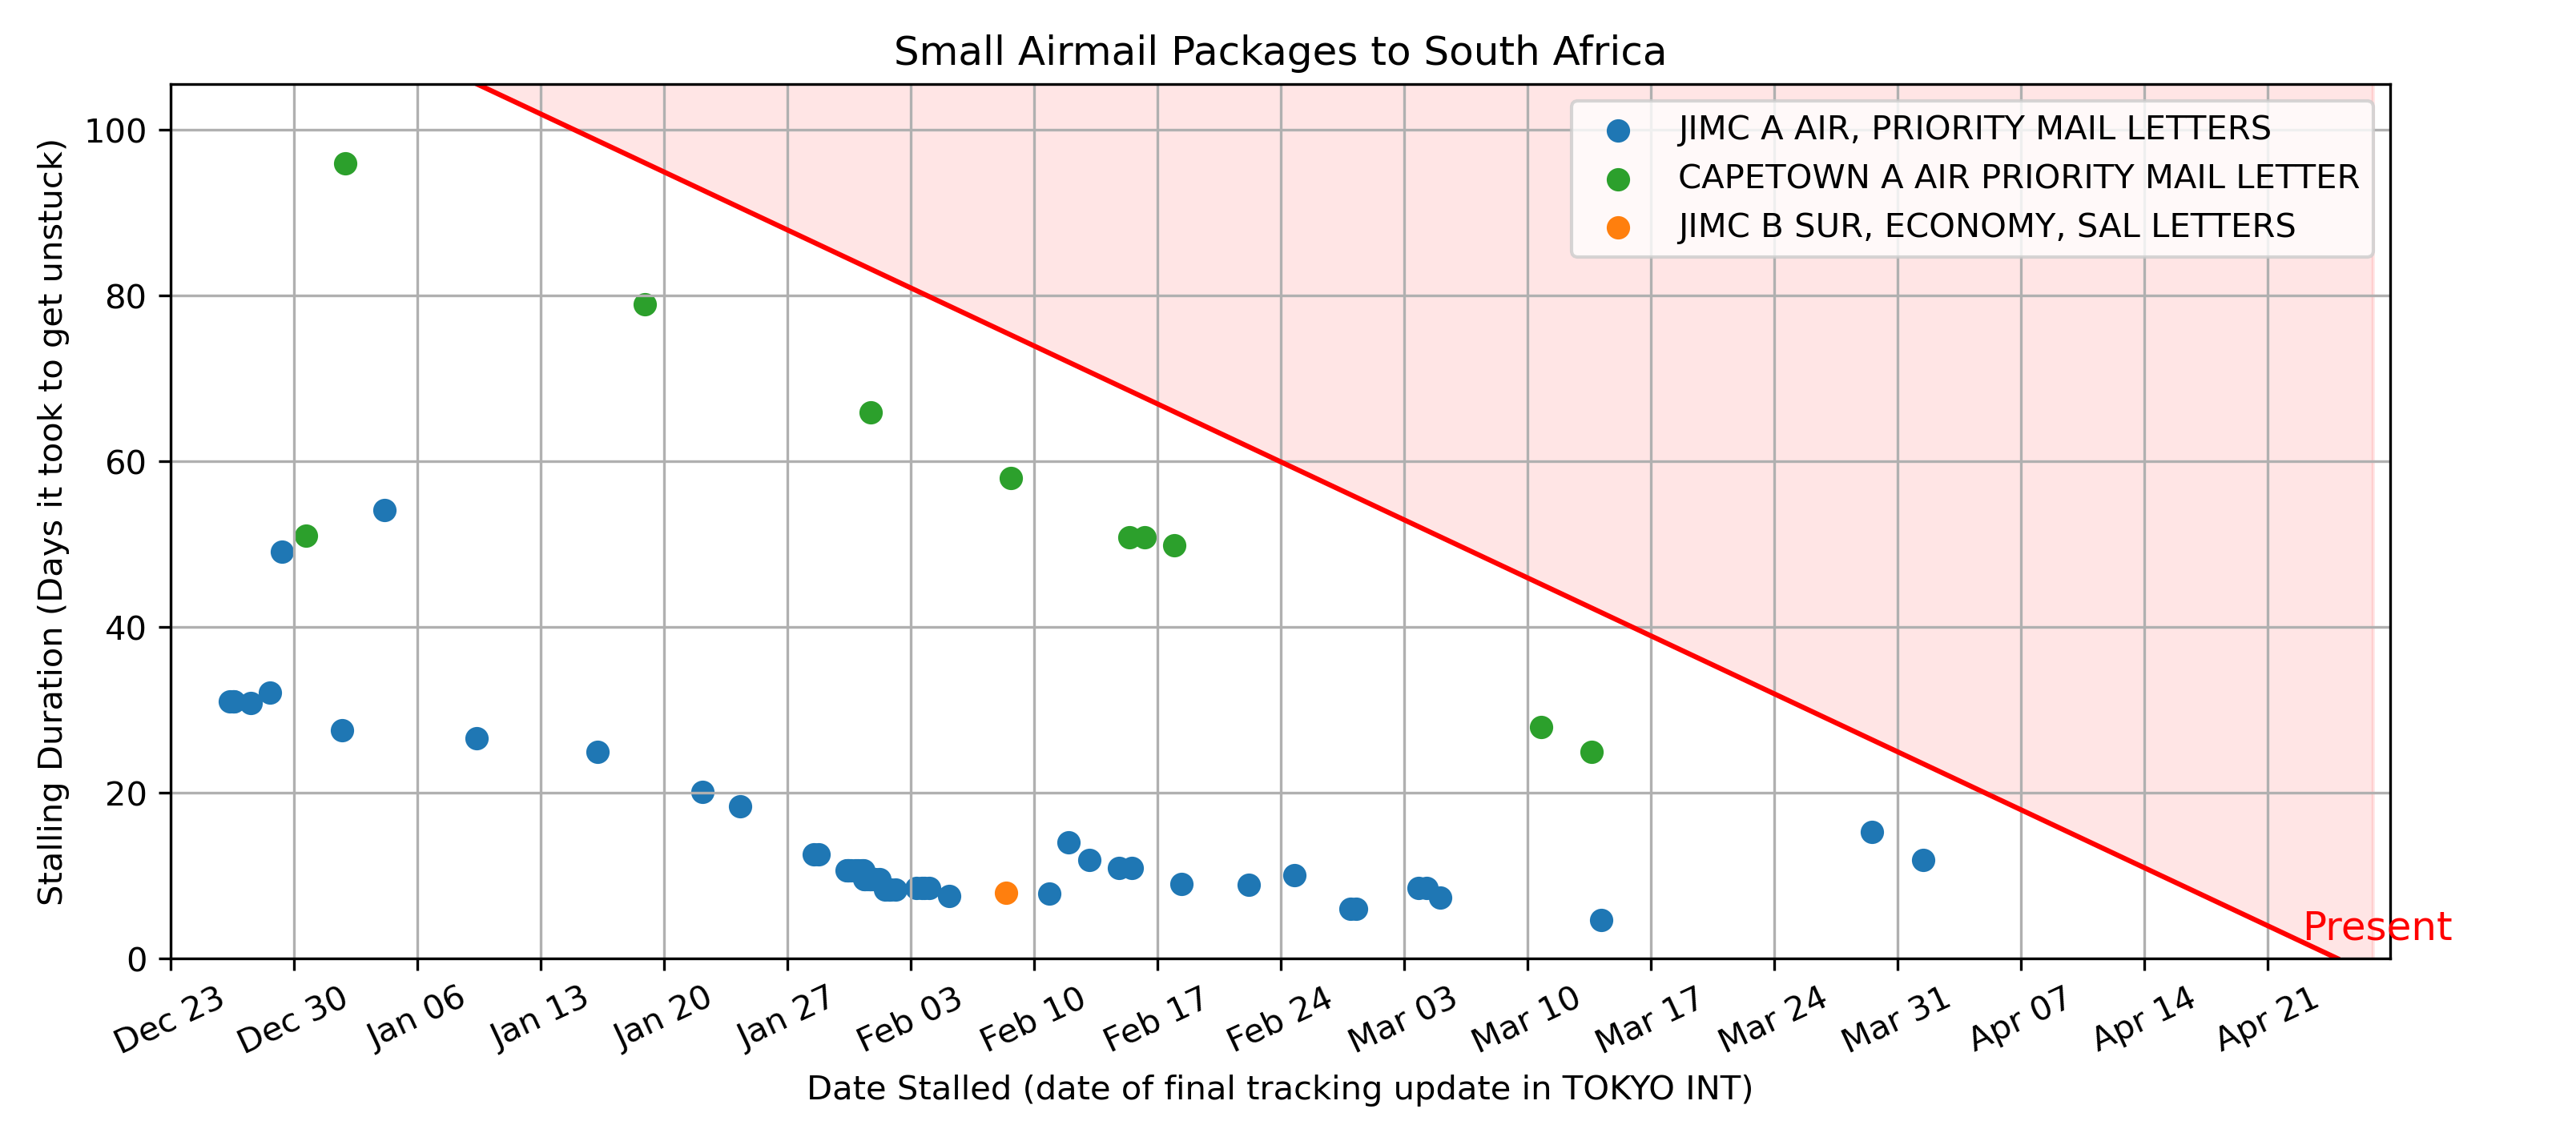 Small Airmail Packages to South Africa
Stalling Duration (Days it took to get unstuck)
100
80
60
40
20
0
JIMC A AIR, PRIORITY MAIL LETTERS
CAPETOWN A AIR PRIORITY MAIL LETTER
JIMC B SUR, ECONOMY, SAL LETTERS
Present
Dec 23
Dec 30
Jan 06
Jan 13
Jan 20
Jan 27
Feb 03
Feb 10
Feb 17
Feb 24
Mar 03
Mar 10
Mar 17
Mar 24
Mar 31
Apr 07
Apr 14
Apr 21
Date Stalled (date of final tracking update in TOKYO INT)